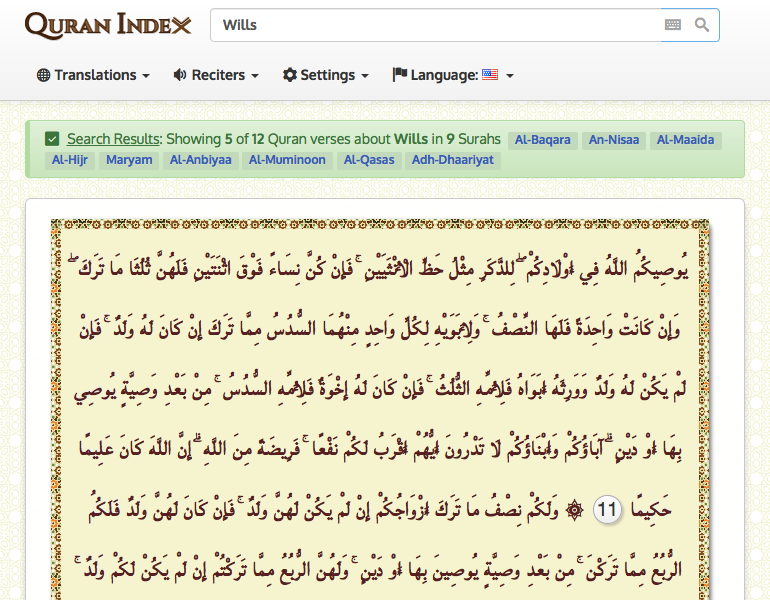 QURAN INDEX
Wills
Translations Reciters Settings Language:
Search Results: Showing 5 of 12 Quran verses about Wills in 9 Surahs Al-Baqara An-Nisaa Al-Maaida
Al-Hijr Maryam Al-Anbiyaa Al-Muminoon Al-Qasas Adh-Dhaariyat
يُوصِيكُمُ اللَّهُ فِي أَوْلَادِكُمْ ۖ لِلذَّكَرِ مِثْلُ حَظِّ الْأُنْثَيَيْنِ ۚ فَإِنْ كُنَّ نِسَاءً فَوْقَ اثْنَتَيْنِ فَلَهُنَّ ثُلُثَا مَا تَرَكَ ۖ
وَإِنْ كَانَتْ وَاحِدَةً فَلَهَا النِّصْفُ ۚ وَلِأَبَوَيْهِ لِكُلِّ وَاحِدٍ مِنْهُمَا السُّدُسُ مِمَّا تَرَكَ إِنْ كَانَ لَهُ وَلَدٌ ۚ فَإِنْ
لَمْ يَكُنْ لَهُ وَلَدٌ وَوَرِثَهُ أَبَوَاهُ فَلِأُمِّهِ الثُّلُثُ ۚ فَإِنْ كَانَ لَهُ إِخْوَةٌ فَلِأُمِّهِ السُّدُسُ ۚ مِنْ بَعْدِ وَصِيَّةٍ يُوصِي
بِهَا أَوْ دَيْنٍ ۗ آبَاؤُكُمْ وَأَبْنَاؤُكُمْ لَا تَدْرُونَ أَيُّهُمْ أَقْرَبُ لَكُمْ نَفْعًا ۚ فَرِيضَةً مِنَ اللَّهِ ۗ إِنَّ اللَّهَ كَانَ عَلِيمًا
حَكِيمًا 11 ۞ وَلَكُمْ نِصْفُ مَا تَرَكَ أَزْوَاجُكُمْ إِنْ لَمْ يَكُنْ لَهُنَّ وَلَدٌ ۚ فَإِنْ كَانَ لَهُنَّ وَلَدٌ فَلَكُمُ
الرُّبُعُ مِمَّا تَرَكْنَ ۚ مِنْ بَعْدِ وَصِيَّةٍ يُوصِينَ بِهَا أَوْ دَيْنٍ ۚ وَلَهُنَّ الرُّبُعُ مِمَّا تَرَكْتُمْ إِنْ لَمْ يَكُنْ لَكُمْ وَلَدٌ ۚ